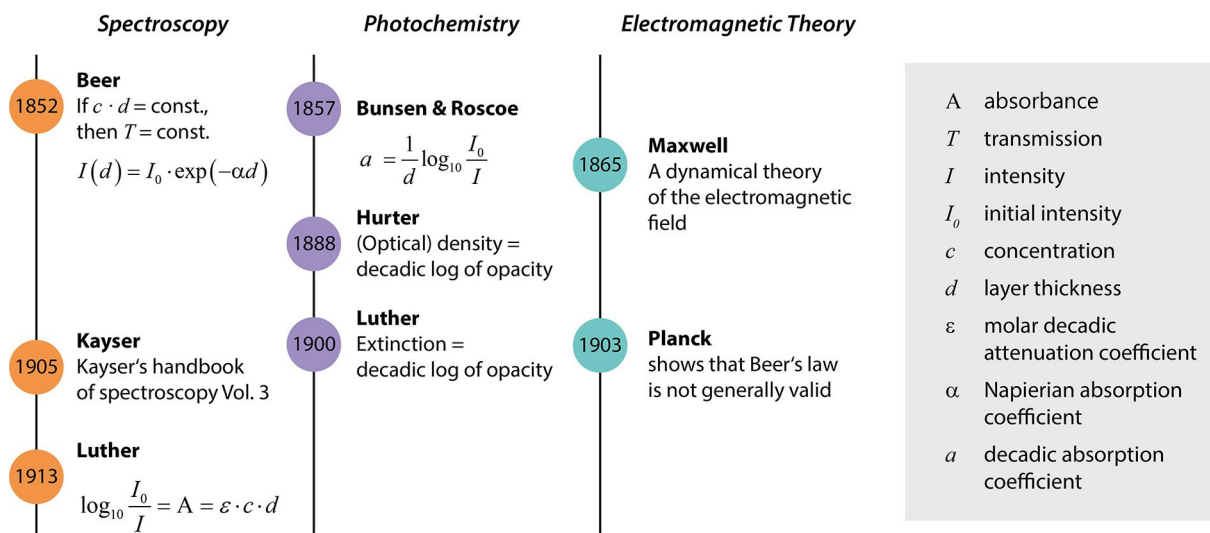 Spectroscopy
1852
Beer
If c · d = const.,
then T = const.
I(d) = I₀ · exp(−αd)
1905
Kayser
Kayser‘s handbook
of spectroscopy Vol. 3
1913
Luther
log₁₀ I₀/I = A = ε · c · d
Photochemistry
1857
Bunsen & Roscoe
a = 1/d log₁₀ I₀/I
1888
Hurter
(Optical) density =
decadic log of opacity
1900
Luther
Extinction =
decadic log of opacity
Electromagnetic Theory
1865
Maxwell
A dynamical theory
of the electromagnetic
field
1903
Planck
shows that Beer‘s law
is not generally valid
A absorbance
T transmission
I intensity
I₀ initial intensity
c concentration
d layer thickness
ε molar decadic
attenuation coefficient
α Napierian absorption
coefficient
a decadic absorption
coefficient